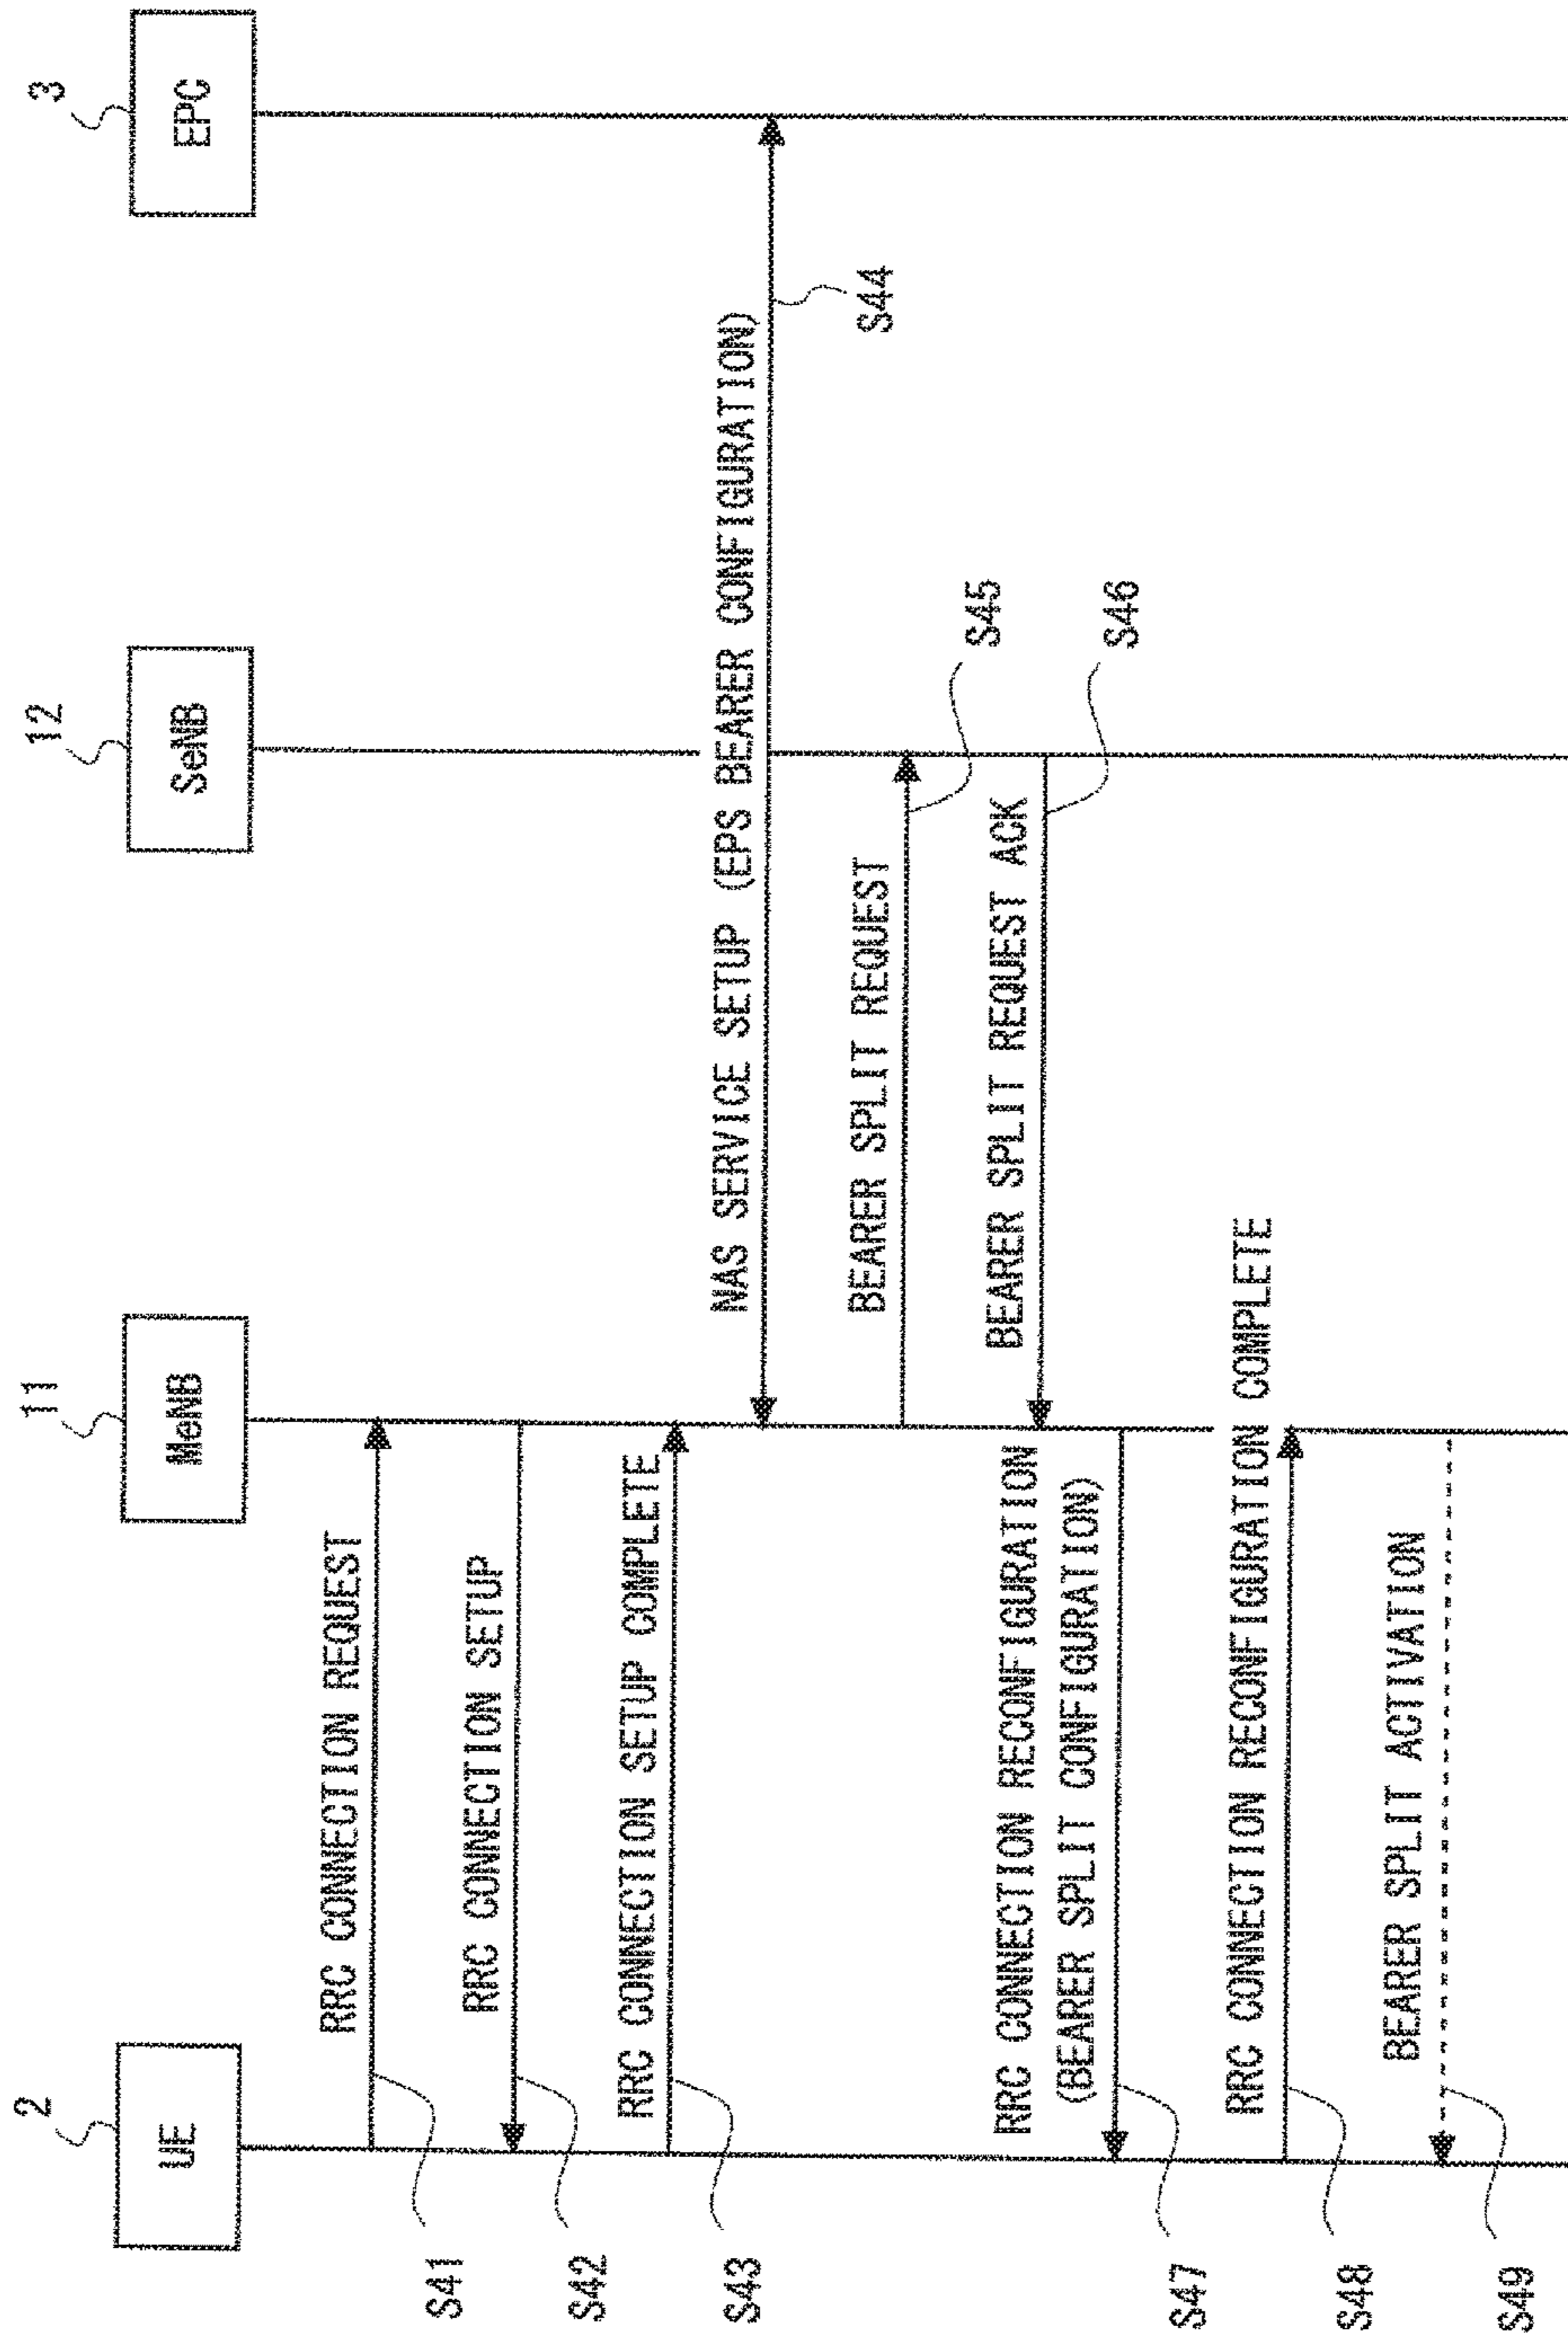 2
11
12
3
UE
MeNB
SeNB
EPC
RRC CONNECTION REQUEST
S41
RRC CONNECTION SETUP
S42
RRC CONNECTION SETUP COMPLETE
S43
NAS SERVICE SETUP (EPS BEARER CONFIGURATION)
S44
BEARER SPLIT REQUEST
S45
BEARER SPLIT REQUEST ACK
S46
RRC CONNECTION RECONFIGURATION
(BEARER SPLIT CONFIGURATION)
S47
RRC CONNECTION RECONFIGURATION COMPLETE
S48
BEARER SPLIT ACTIVATION
S49